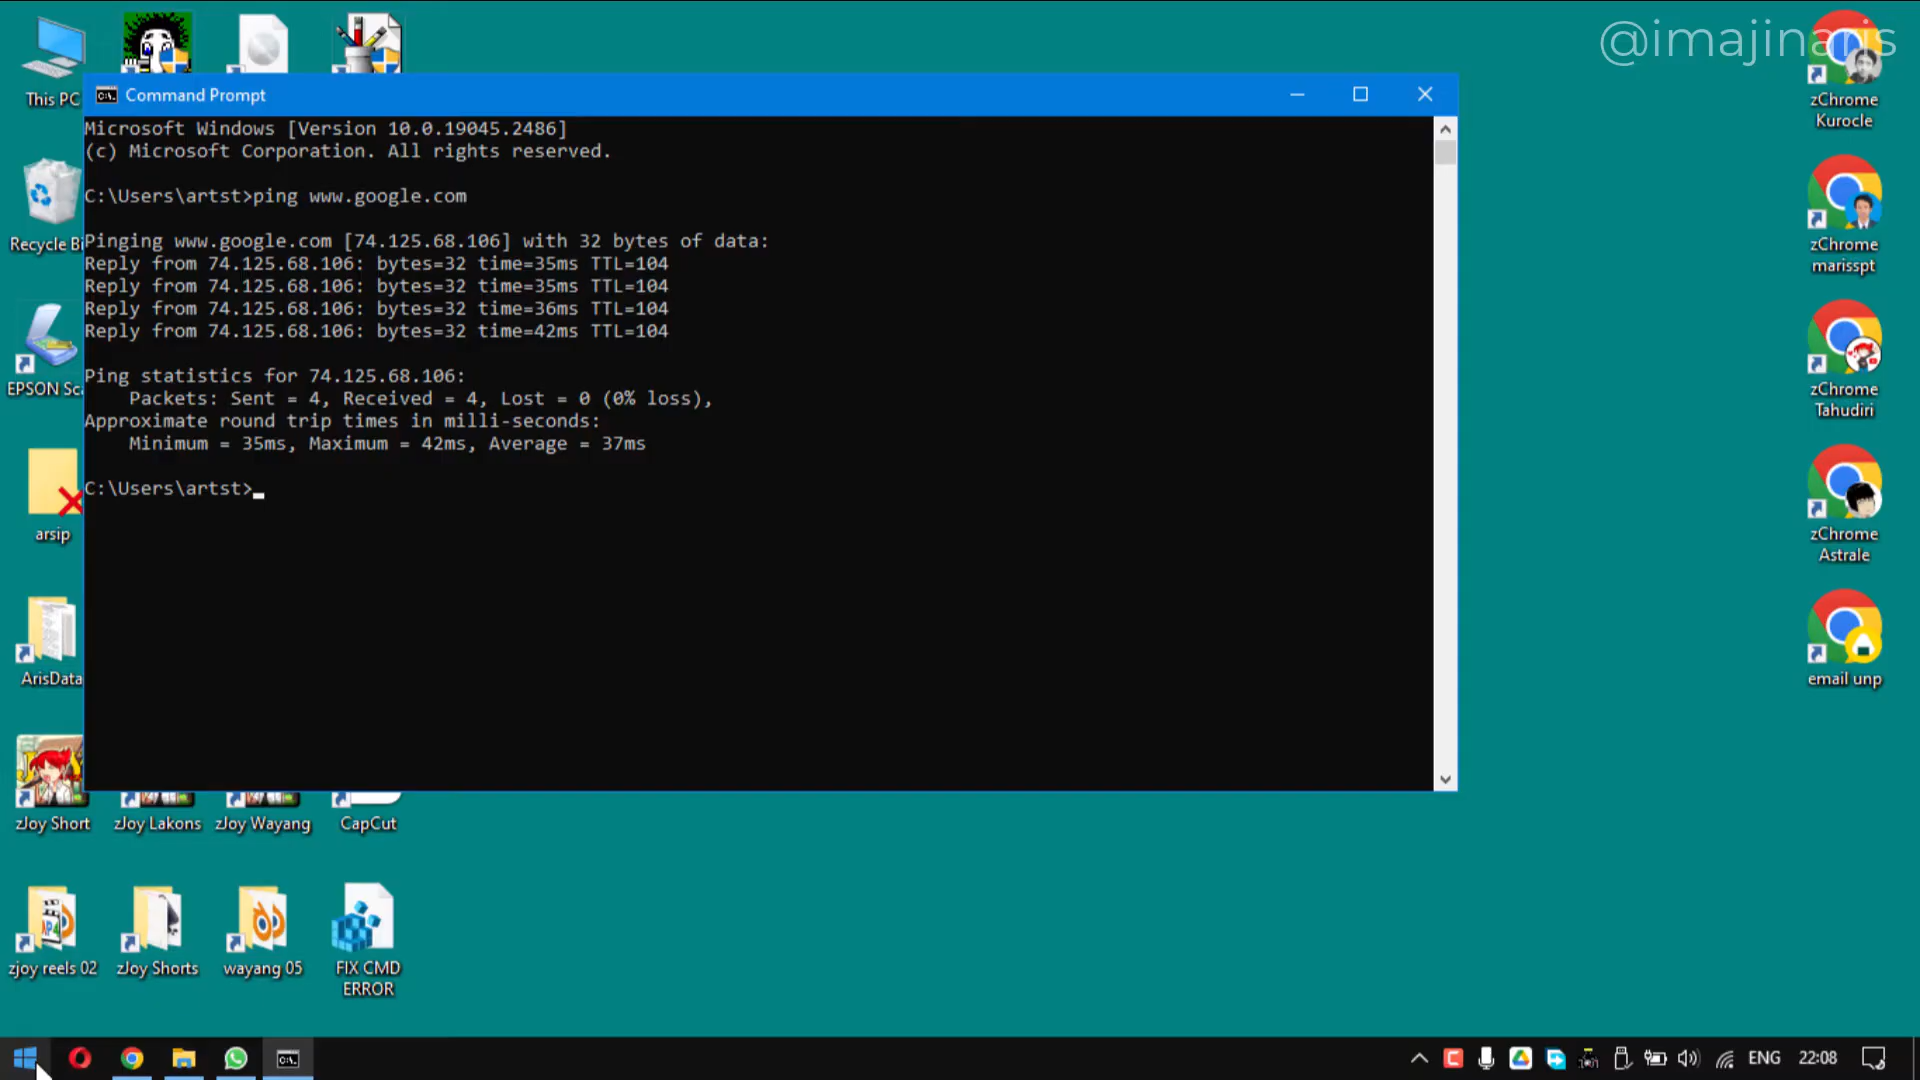 @imajinaris
This PC
Command Prompt
Microsoft Windows [Version 10.0.19045.2486]
(c) Microsoft Corporation. All rights reserved.
C:\Users\artst>ping www.google.com
Pinging www.google.com [74.125.68.106] with 32 bytes of data:
Reply from 74.125.68.106: bytes=32 time=35ms TTL=104
Reply from 74.125.68.106: bytes=32 time=35ms TTL=104
Reply from 74.125.68.106: bytes=32 time=36ms TTL=104
Reply from 74.125.68.106: bytes=32 time=42ms TTL=104
Ping statistics for 74.125.68.106:
Packets: Sent = 4, Received = 4, Lost = 0 (0% loss),
Approximate round trip times in milli-seconds:
Minimum = 35ms, Maximum = 42ms, Average = 37ms
C:\Users\artst>
Recycle Bi
EPSON Sca
arsip
ArisData
zJoy Short
zJoy Lakons
zJoy Wayang
CapCut
zjoy reels 02
zJoy Shorts
wayang 05
FIX CMD
ERROR
zChrome
Kurocle
zChrome
marisspt
zChrome
Tahudiri
zChrome
Astrale
email unp
ENG
22:08